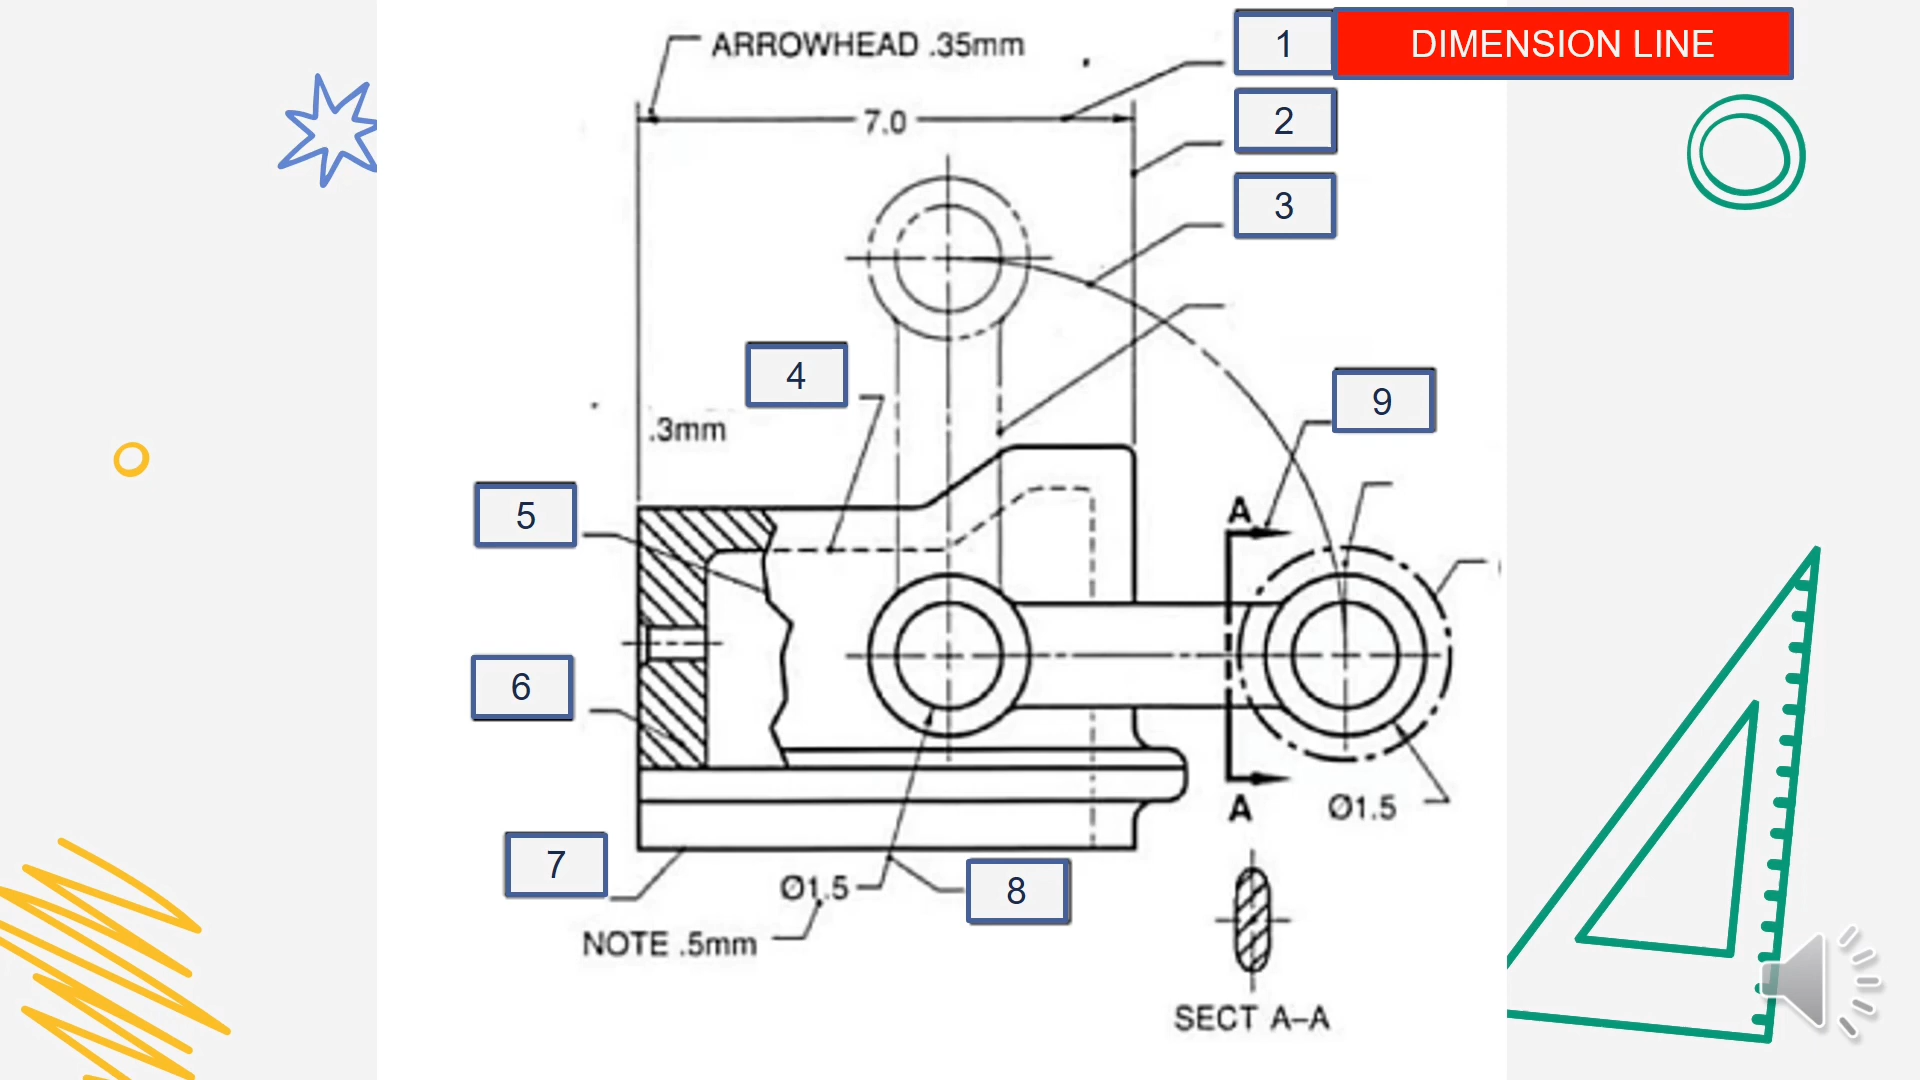 ARROWHEAD .35mm
1
DIMENSION LINE
7.0
2
3
4
9
.3mm
5
A
6
A
Ø1.5
7
Ø1.5
8
NOTE .5mm
SECT A–A